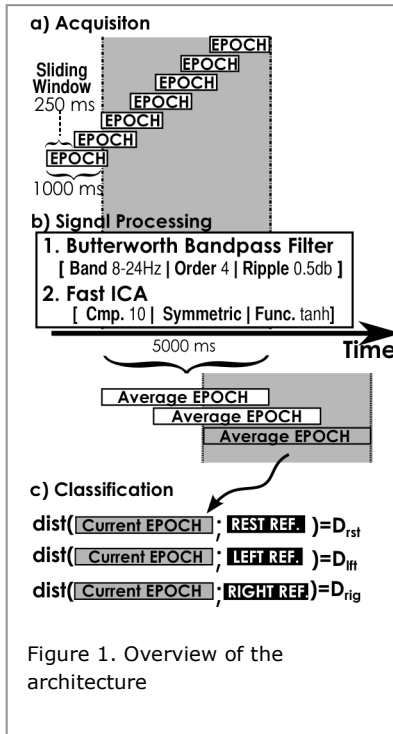 a) Acquisiton
EPOCH
EPOCH
Sliding
Window
250 ms
EPOCH
EPOCH
EPOCH
EPOCH
EPOCH
1000 ms
b) Signal Processing
1. Butterworth Bandpass Filter
[ Band 8-24Hz | Order 4 | Ripple 0.5db ]
2. Fast ICA
[ Cmp. 10 | Symmetric | Func. tanh]
Time
5000 ms
Average EPOCH
Average EPOCH
Average EPOCH
c) Classification
dist( Current EPOCH ; REST REF. )=Drst
dist( Current EPOCH ; LEFT REF. )=Dlft
dist( Current EPOCH ; RIGHT REF. )=Drig
Figure 1. Overview of the
architecture